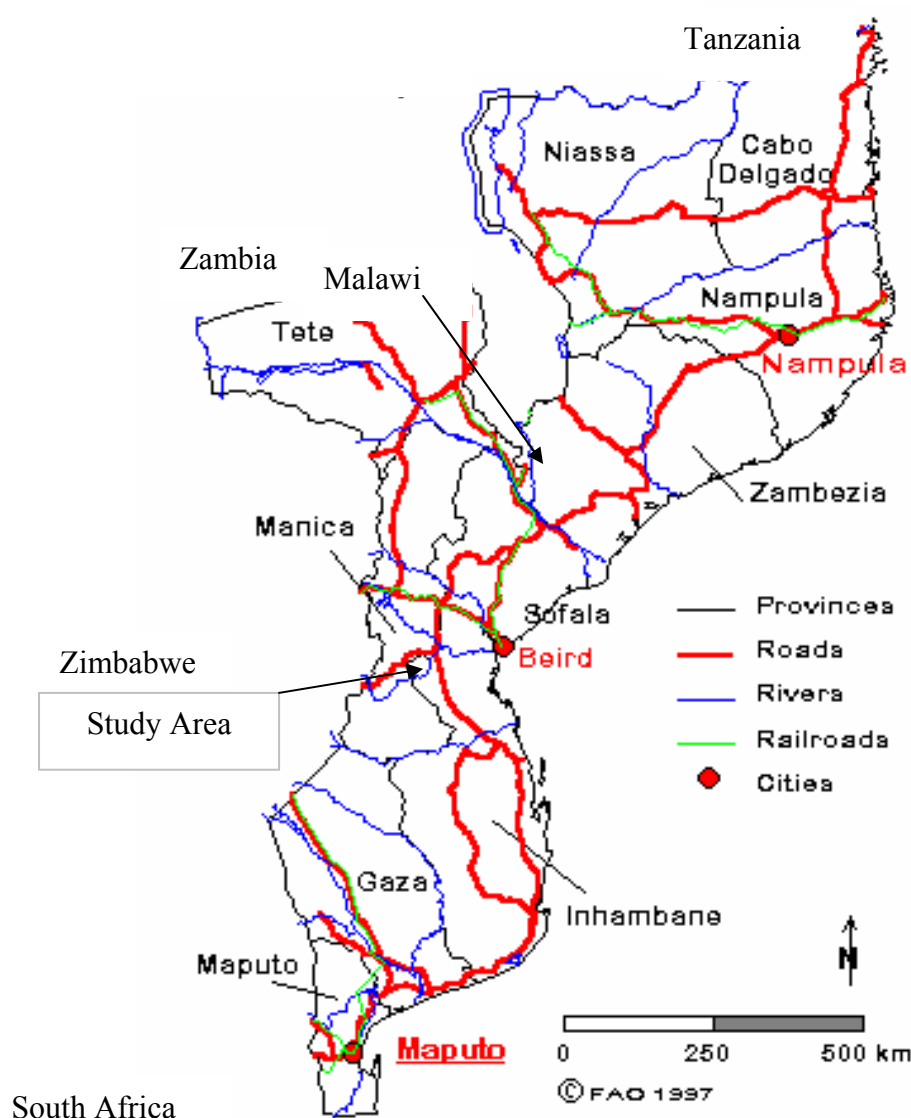 Tanzania
Niassa
Cabo
Delgado
Zambia
Malawi
Nampula
Tete
Nampula
Zambezia
Manica
Provinces
Sofala
Zimbabwe
Beird
Roads
Study Area
Rivers
Railroads
Cities
Gaza
Inhambane
Maputo
N
Maputo
0 250 500 km
© FAO 1997
South Africa